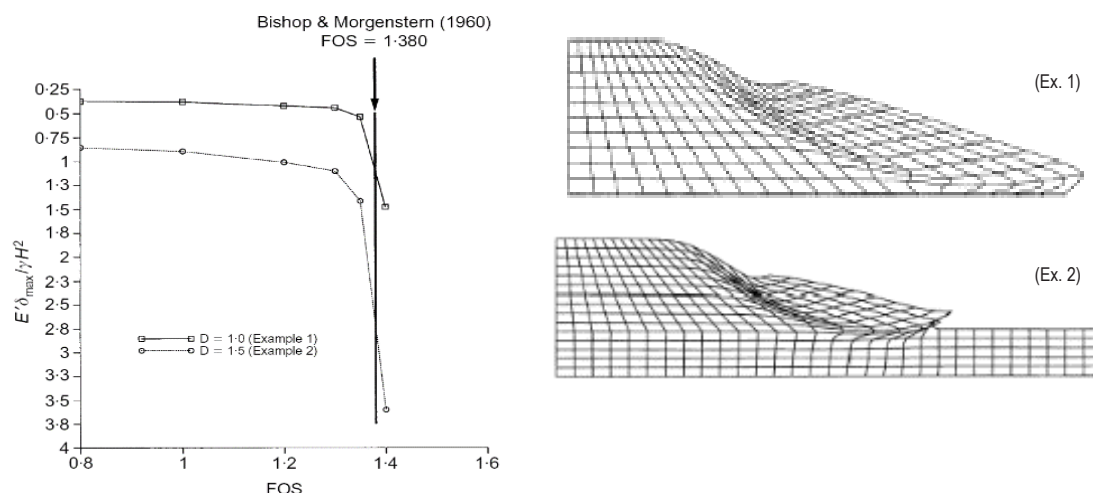 Bishop & Morgenstern (1960)
FOS = 1·380
0·25
0·5
0·75
1
1·3
1·5
1·8
2
2·3
2·5
2·8
3
3·3
3·5
3·8
4
E′δmax/γH²
D = 1·0 (Example 1)
D = 1·5 (Example 2)
0·8
1
1·2
1·4
1·6
FOS
(Ex. 1)
(Ex. 2)